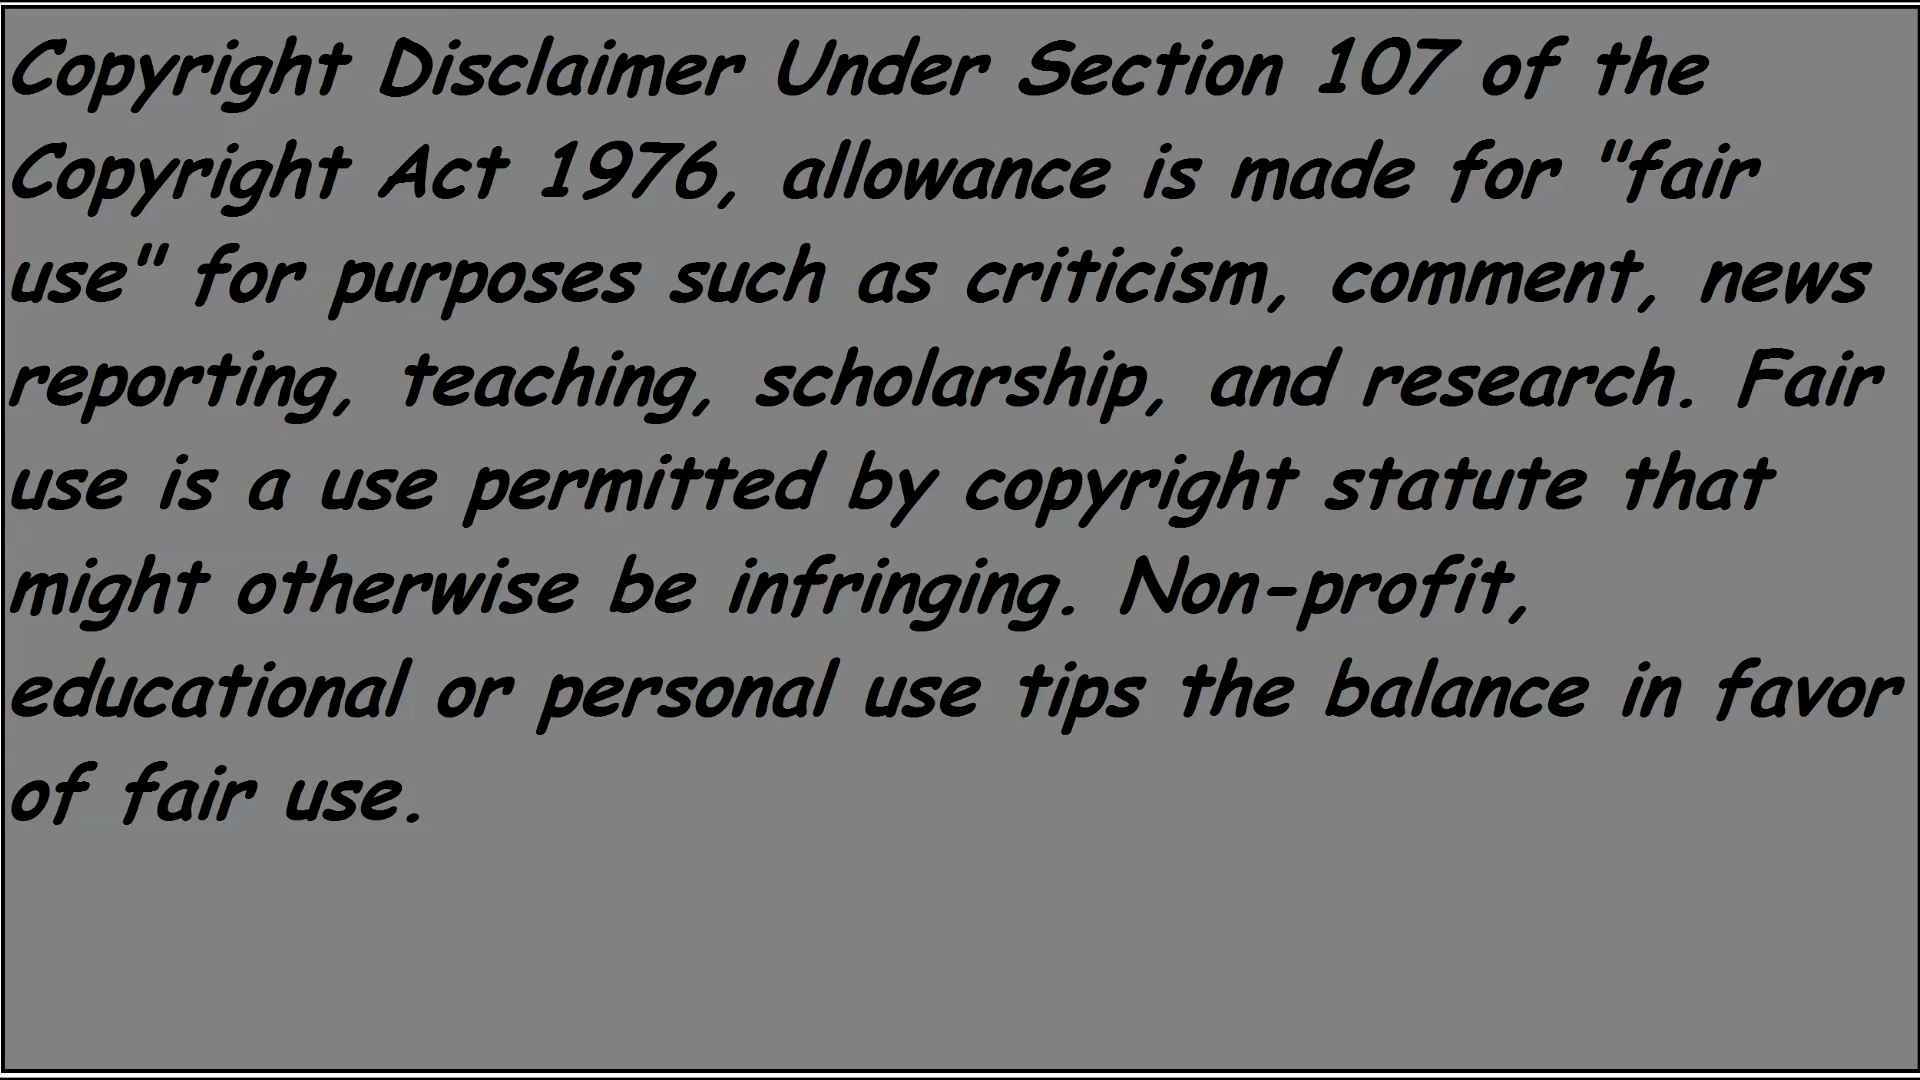 Copyright Disclaimer Under Section 107 of the
Copyright Act 1976, allowance is made for "fair
use" for purposes such as criticism, comment, news
reporting, teaching, scholarship, and research. Fair
use is a use permitted by copyright statute that
might otherwise be infringing. Non-profit,
educational or personal use tips the balance in favor
of fair use.